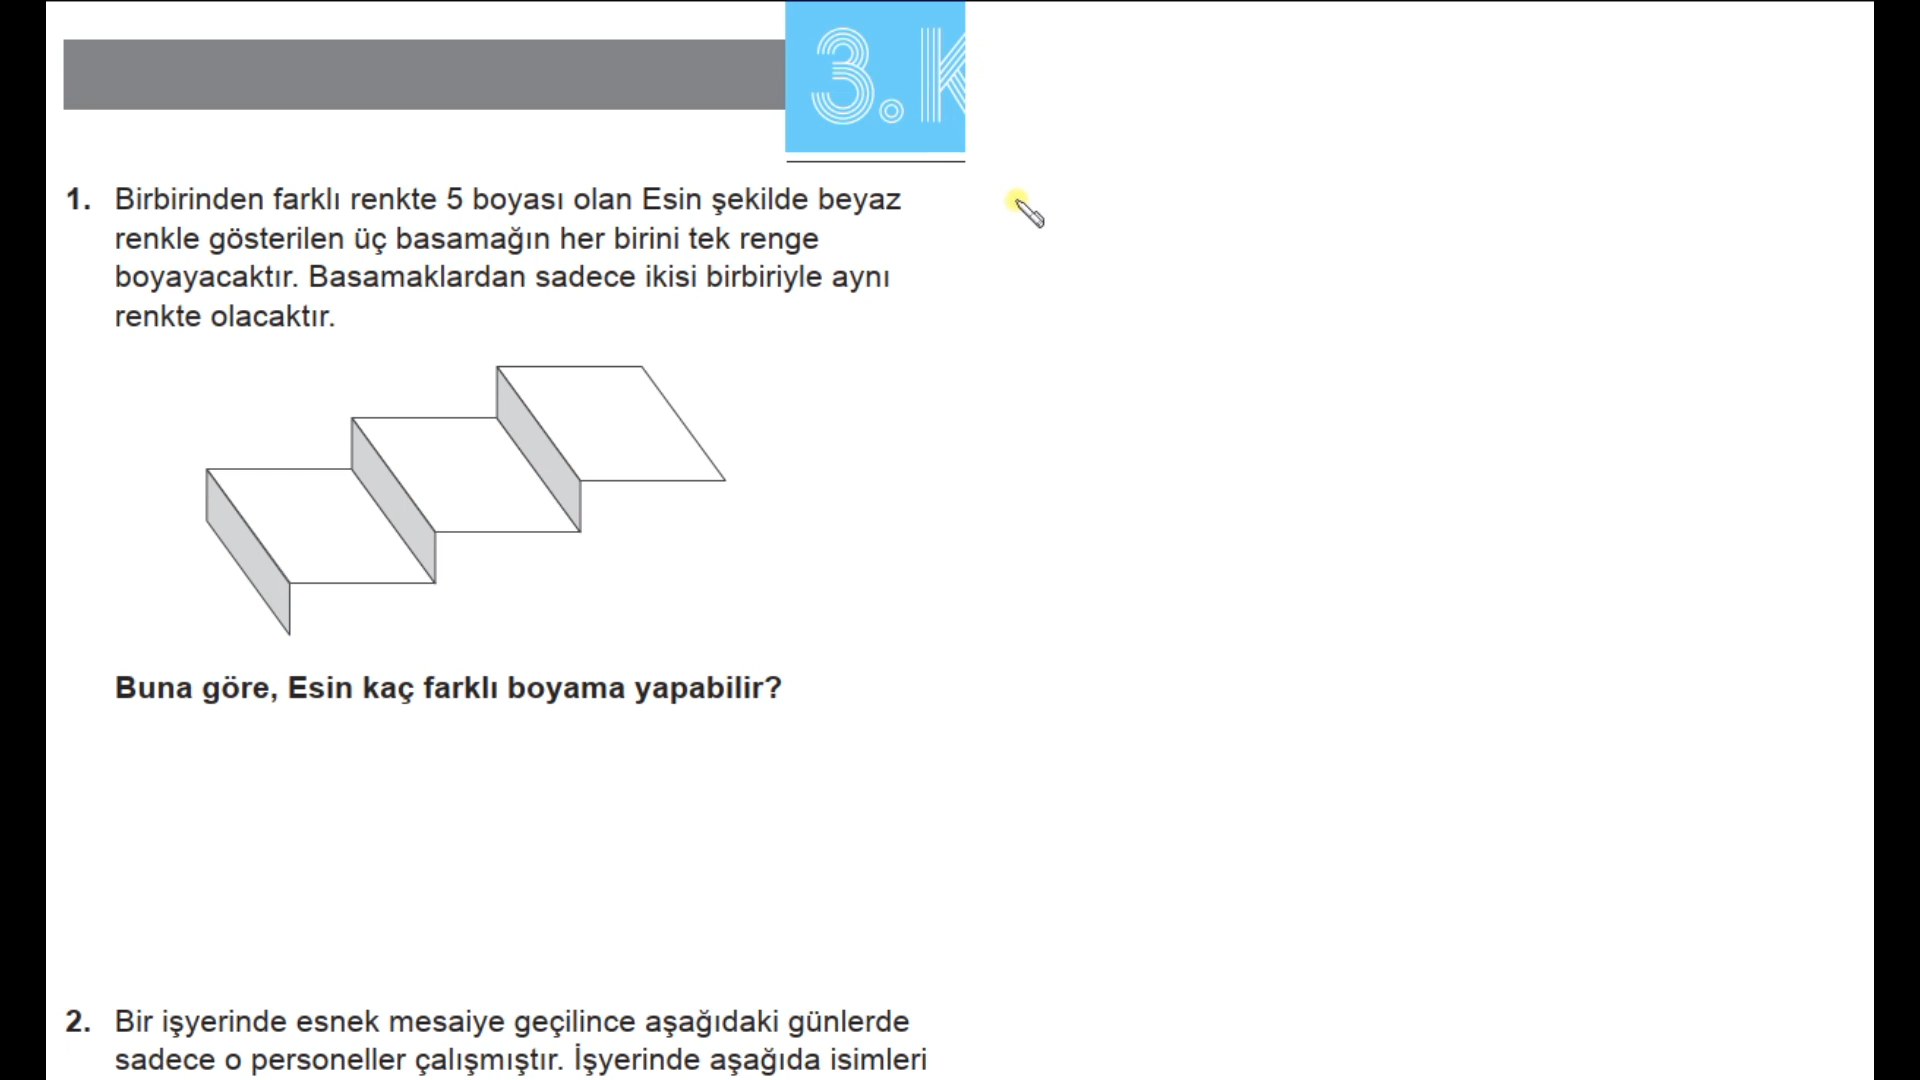 3.K
1. Birbirinden farklı renkte 5 boyası olan Esin şekilde beyaz
renkle gösterilen üç basamağın her birini tek renge
boyayacaktır. Basamaklardan sadece ikisi birbiriyle aynı
renkte olacaktır.
Buna göre, Esin kaç farklı boyama yapabilir?
2. Bir işyerinde esnek mesaiye geçilince aşağıdaki günlerde
sadece o personeller çalışmıştır. İşyerinde aşağıda isimleri